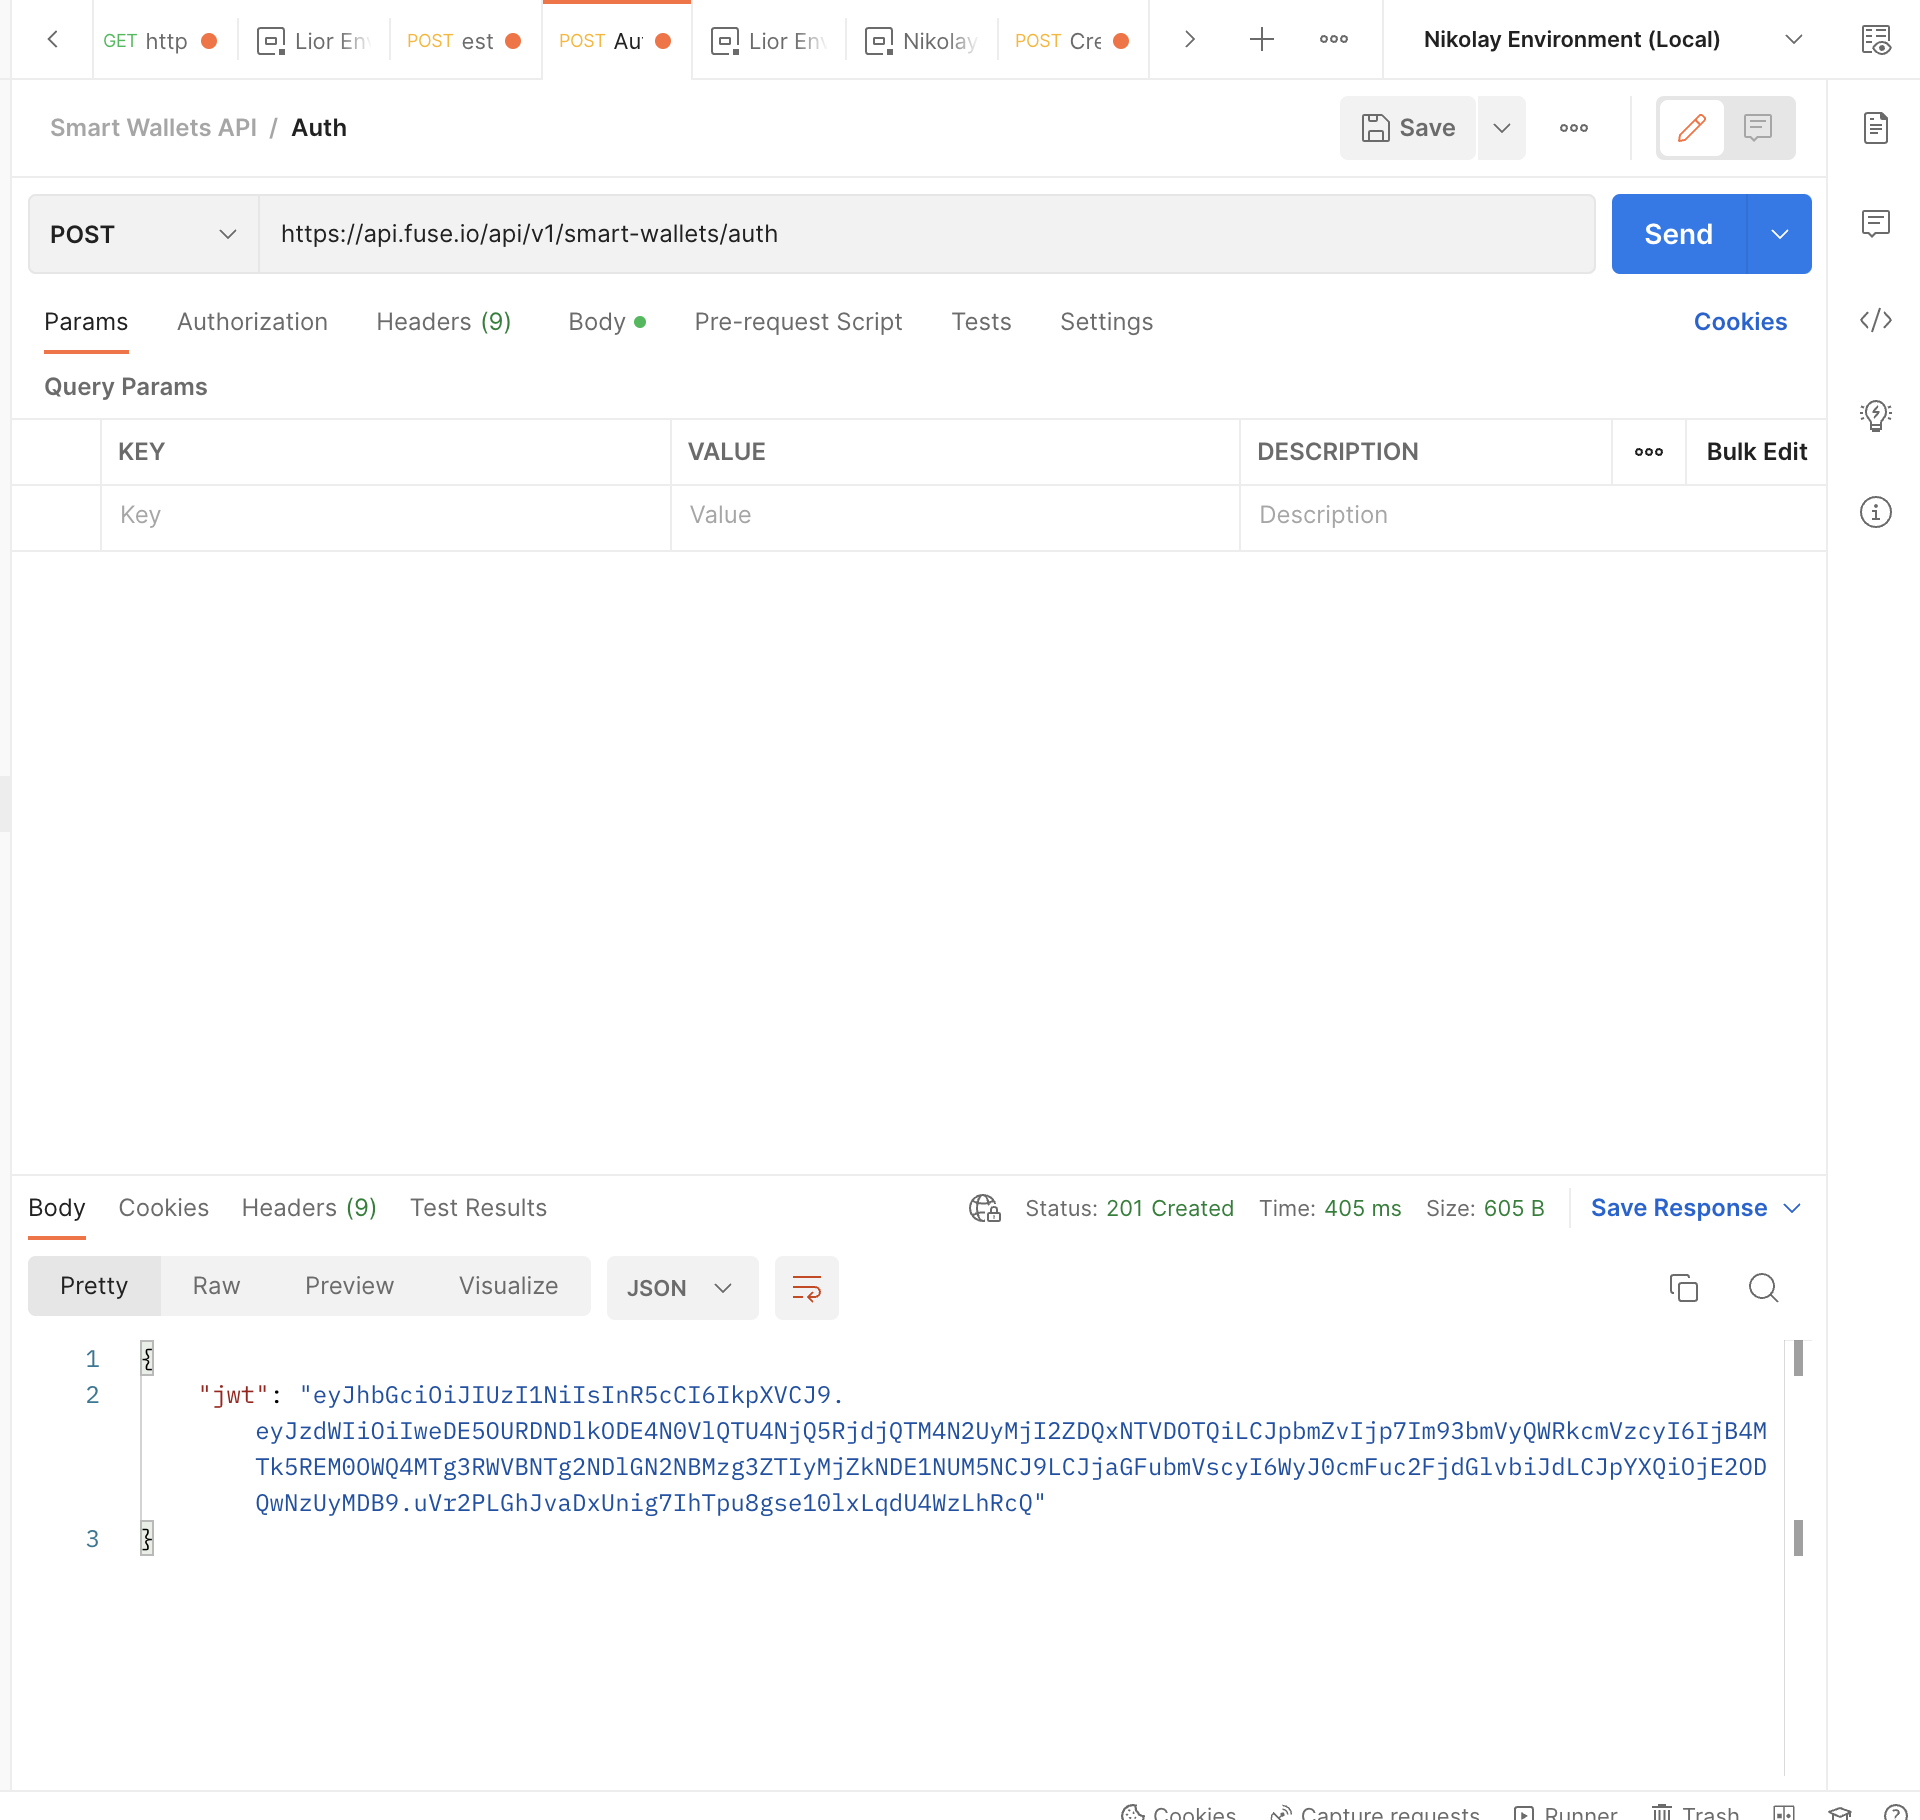 GET http
Lior En
POST est
POST Au
Lior En
Nikolay
POST Cre
Nikolay Environment (Local)
Smart Wallets API / Auth
Save
POST
https://api.fuse.io/api/v1/smart-wallets/auth
Send
Params Authorization Headers (9) Body Pre-request Script Tests Settings Cookies
Query Params
KEY VALUE DESCRIPTION Bulk Edit
Key Value Description
Body Cookies Headers (9) Test Results Status: 201 Created Time: 405 ms Size: 605 B Save Response
Pretty Raw Preview Visualize JSON
1 {
2 "jwt": "eyJhbGciOiJIUzI1NiIsInR5cCI6IkpXVCJ9.
eyJzdWIiOiIweDE5OURDNDlkODE4N0VlQTU4NjQ5RjdjQTM4N2UyMjI2ZDQxNTVDOTQiLCJpbmZvIjp7Im93bmVyQWRkcmVzcyI6IjB4M
Tk5REM0OWQ4MTg3RWVBNTg2NDlGN2NBMzg3ZTIyMjZkNDE1NUM5NCJ9LCJjaGFubmVscyI6WyJ0cmFuc2FjdGlvbiJdLCJpYXQiOjE2OD
QwNzUyMDB9.uVr2PLGhJvaDxUnig7IhTpu8gse10lxLqdU4WzLhRcQ"
3 }
Cookies Capture requests Runner Trash